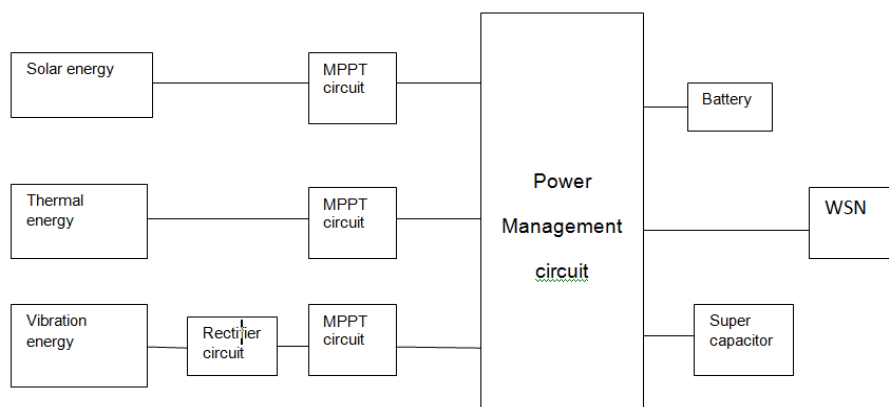 Solar energy
MPPT
circuit
Battery
Thermal
energy
MPPT
circuit
Power
Management
circuit
WSN
Vibration
energy
Rectifier
circuit
MPPT
circuit
Super
capacitor